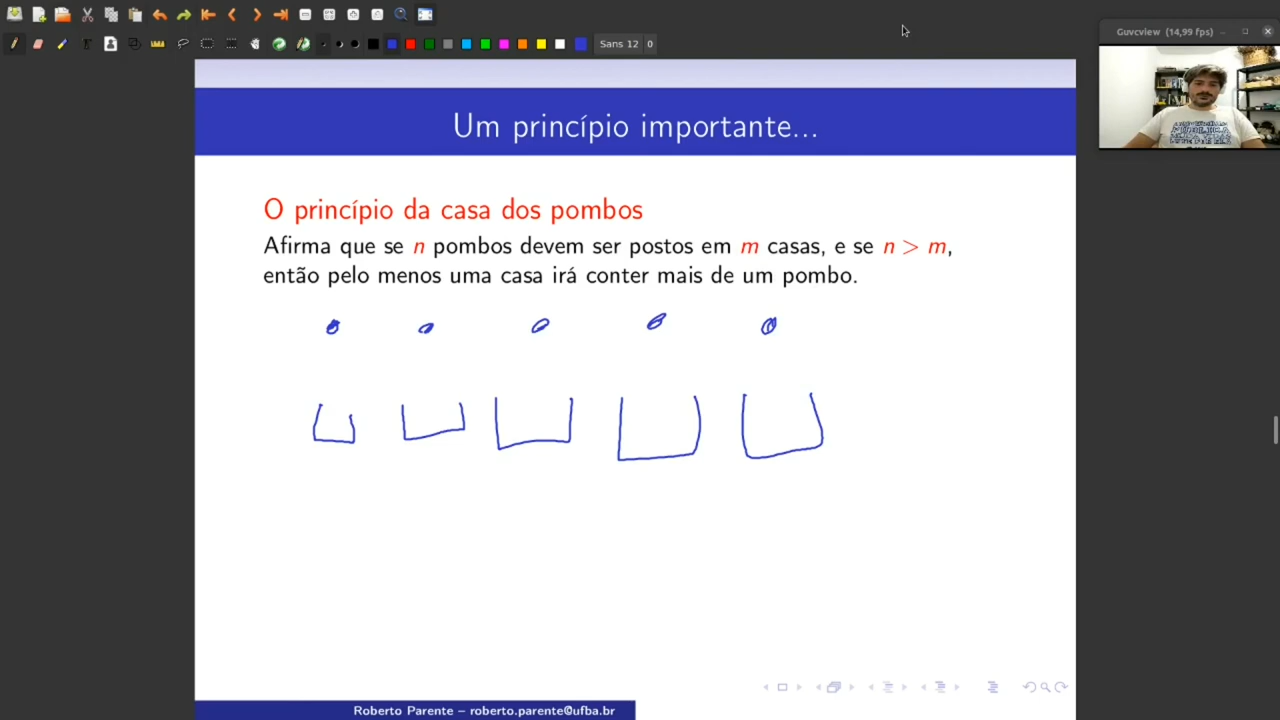 Guvcview (14,99 fps)
Sans 12 0
Um princípio importante...
O princípio da casa dos pombos
Afirma que se n pombos devem ser postos em m casas, e se n > m,
então pelo menos uma casa irá conter mais de um pombo.
Roberto Parente – roberto.parente@ufba.br